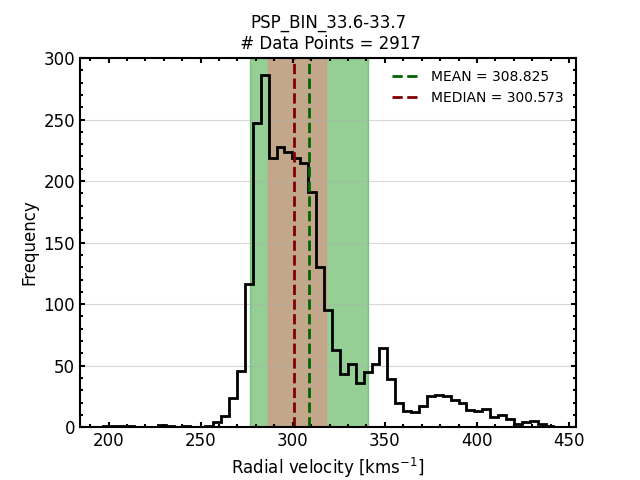 PSP_BIN_33.6-33.7
# Data Points = 2917
MEAN = 308.825
MEDIAN = 300.573
300
250
200
150
100
50
0
Frequency
200 250 300 350 400 450
Radial velocity [kms⁻¹]